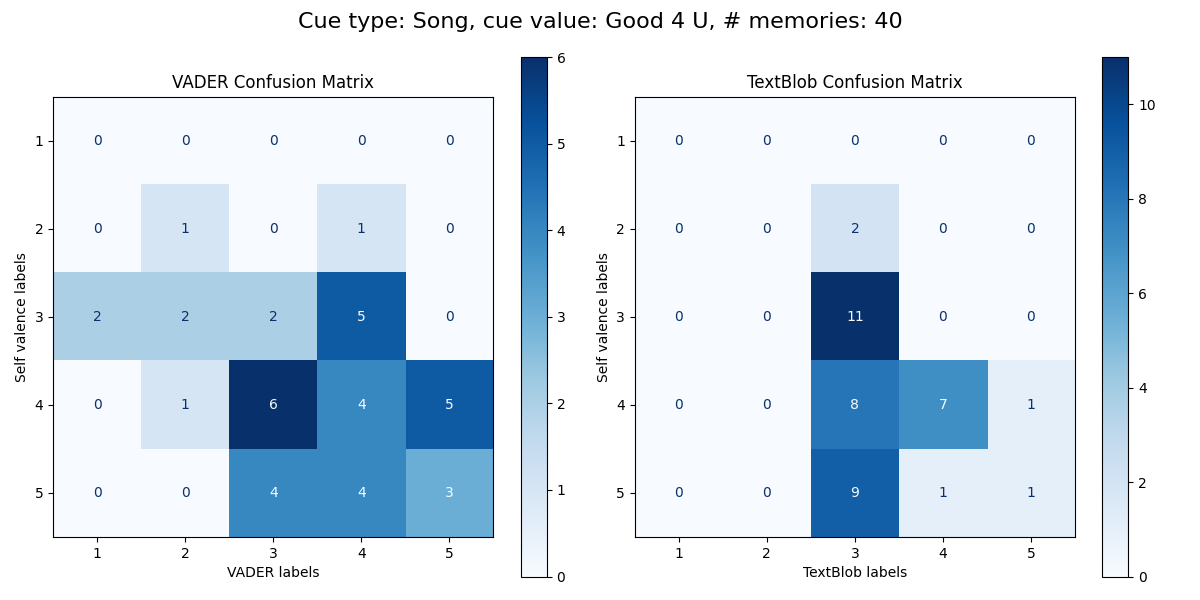 Cue type: Song, cue value: Good 4 U, # memories: 40
VADER Confusion Matrix
Self valence labels
1 0 0 0 0 0
2 0 1 0 1 0
3 2 2 2 5 0
4 0 1 6 4 5
5 0 0 4 4 3
1 2 3 4 5
VADER labels
6
5
4
3
2
1
0
TextBlob Confusion Matrix
Self valence labels
1 0 0 0 0 0
2 0 0 2 0 0
3 0 0 11 0 0
4 0 0 8 7 1
5 0 0 9 1 1
1 2 3 4 5
TextBlob labels
10
8
6
4
2
0